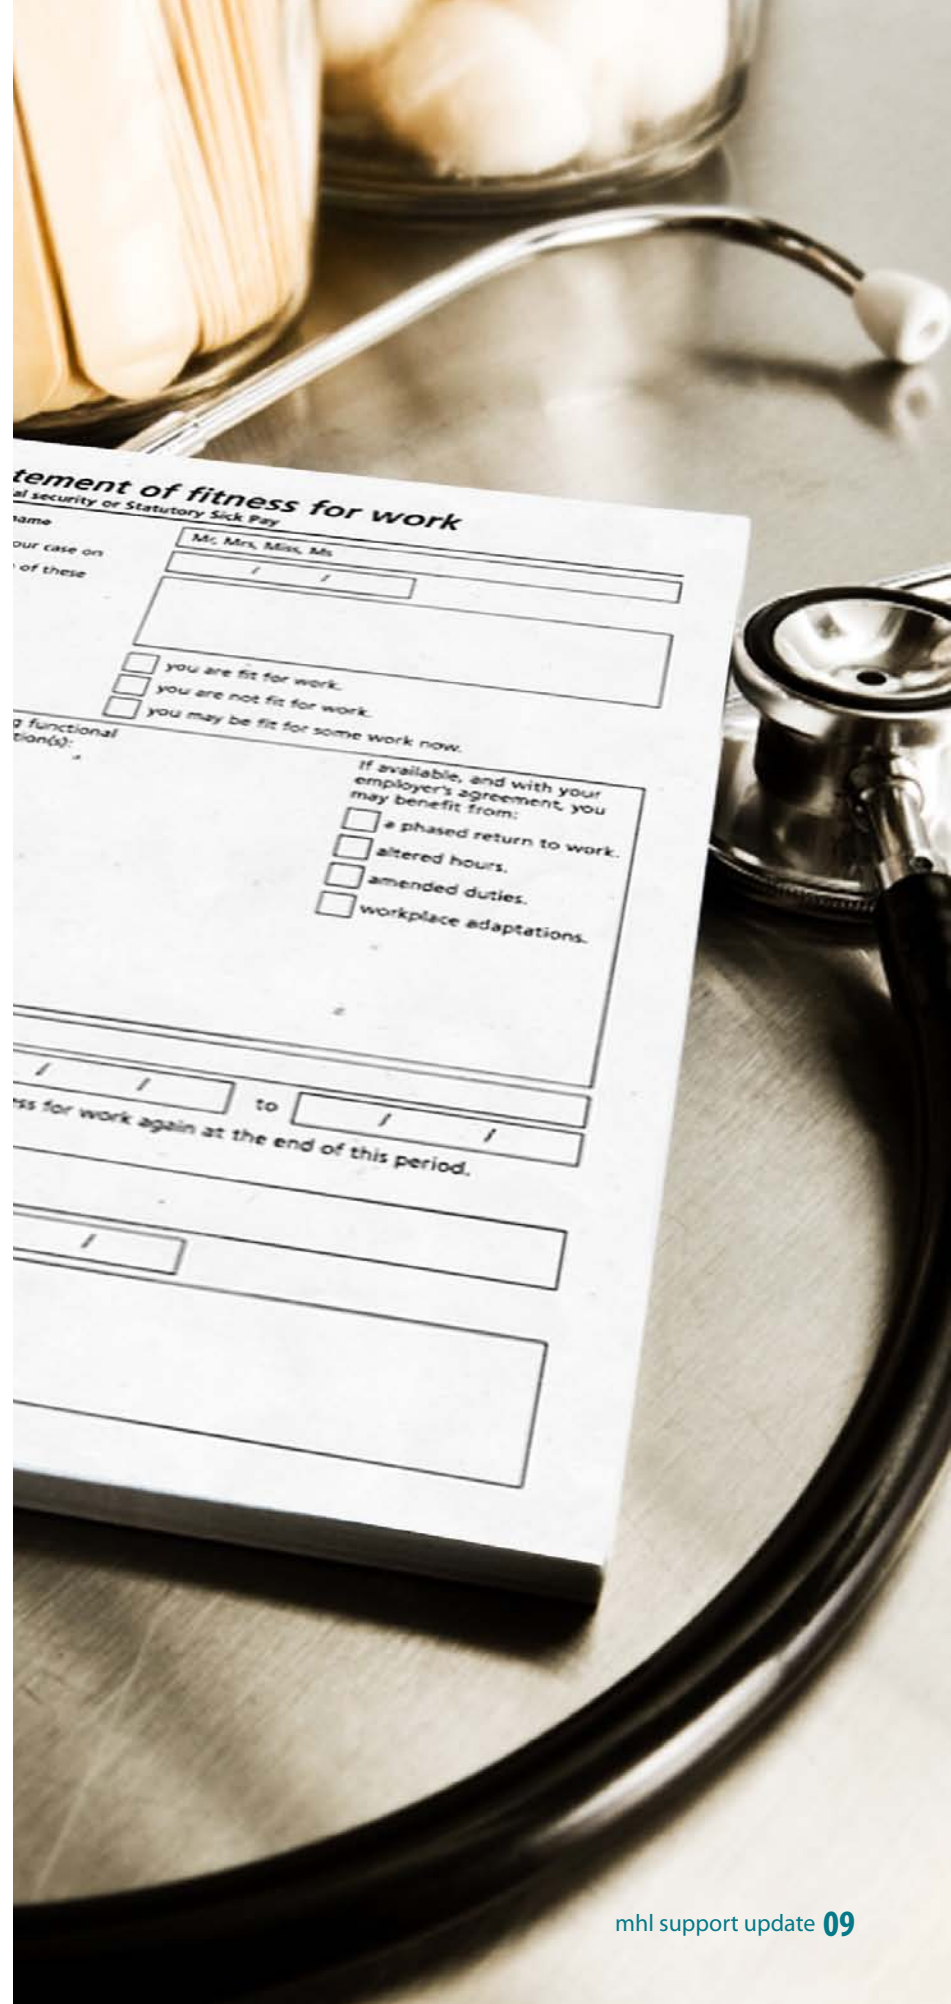 tement of fitness for work
al security or Statutory Sick Pay
name
Mr, Mrs, Miss, Ms
our case on
/ /
of these
you are fit for work.
you are not fit for work.
you may be fit for some work now.
g functional
tion(s):
If available, and with your
employer's agreement, you
may benefit from:
a phased return to work.
altered hours.
amended duties.
workplace adaptations.
/ / to / /
ss for work again at the end of this period.
/
mhl support update 09